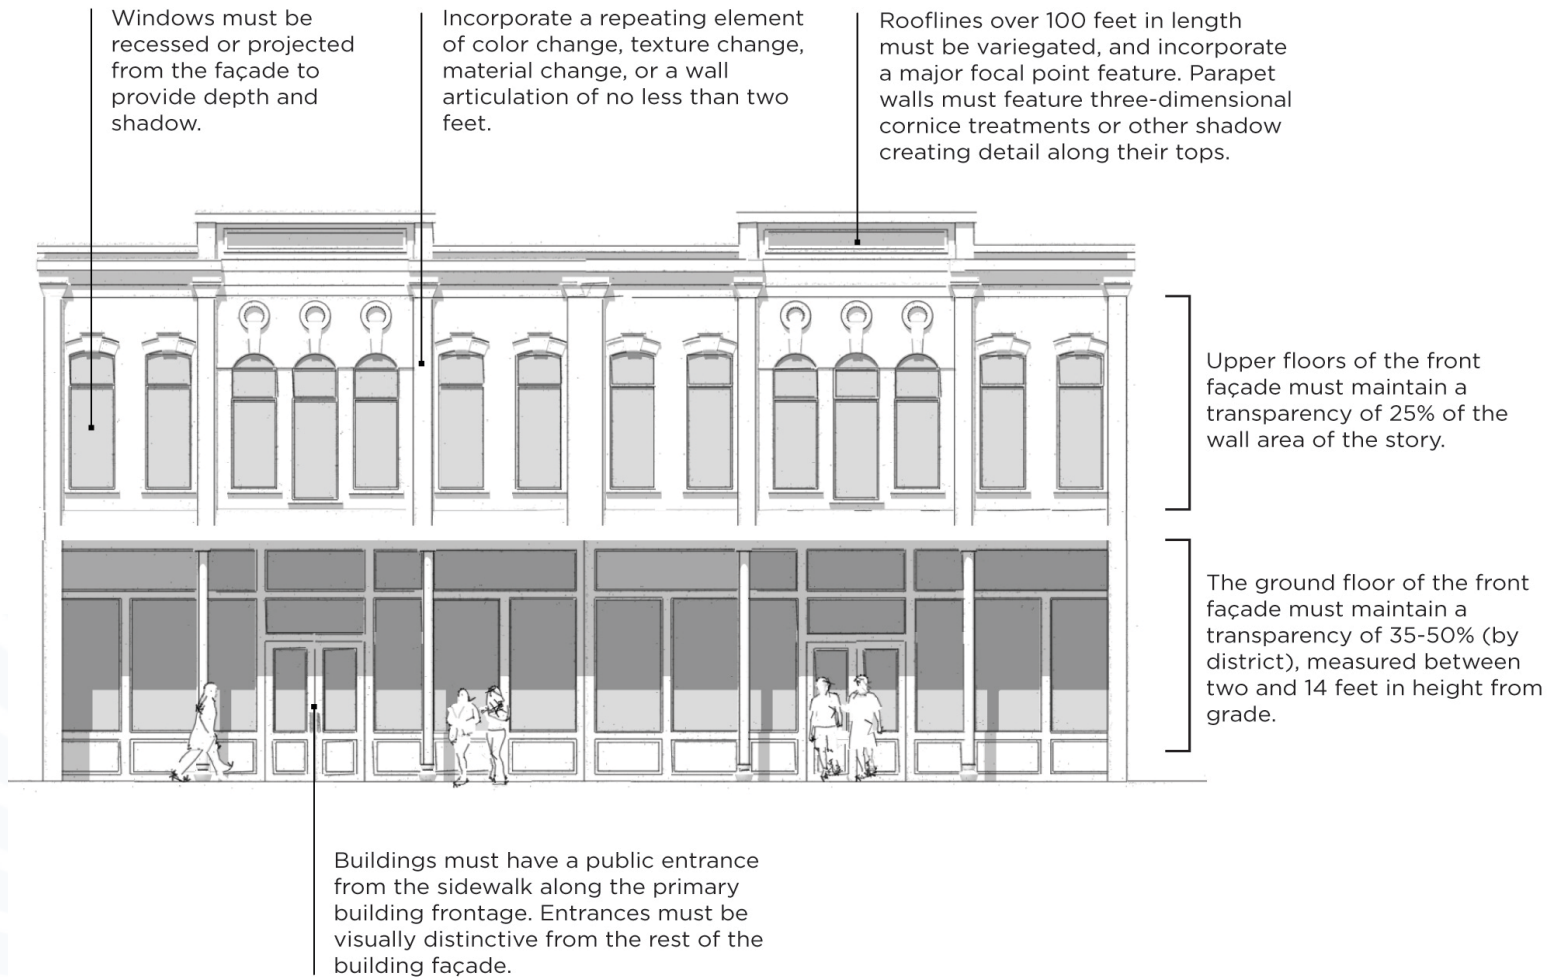 Windows must be
recessed or projected
from the façade to
provide depth and
shadow.
Incorporate a repeating element
of color change, texture change,
material change, or a wall
articulation of no less than two
feet.
Rooflines over 100 feet in length
must be variegated, and incorporate
a major focal point feature. Parapet
walls must feature three-dimensional
cornice treatments or other shadow
creating detail along their tops.
Upper floors of the front
façade must maintain a
transparency of 25% of the
wall area of the story.
The ground floor of the front
façade must maintain a
transparency of 35-50% (by
district), measured between
two and 14 feet in height from
grade.
Buildings must have a public entrance
from the sidewalk along the primary
building frontage. Entrances must be
visually distinctive from the rest of the
building façade.